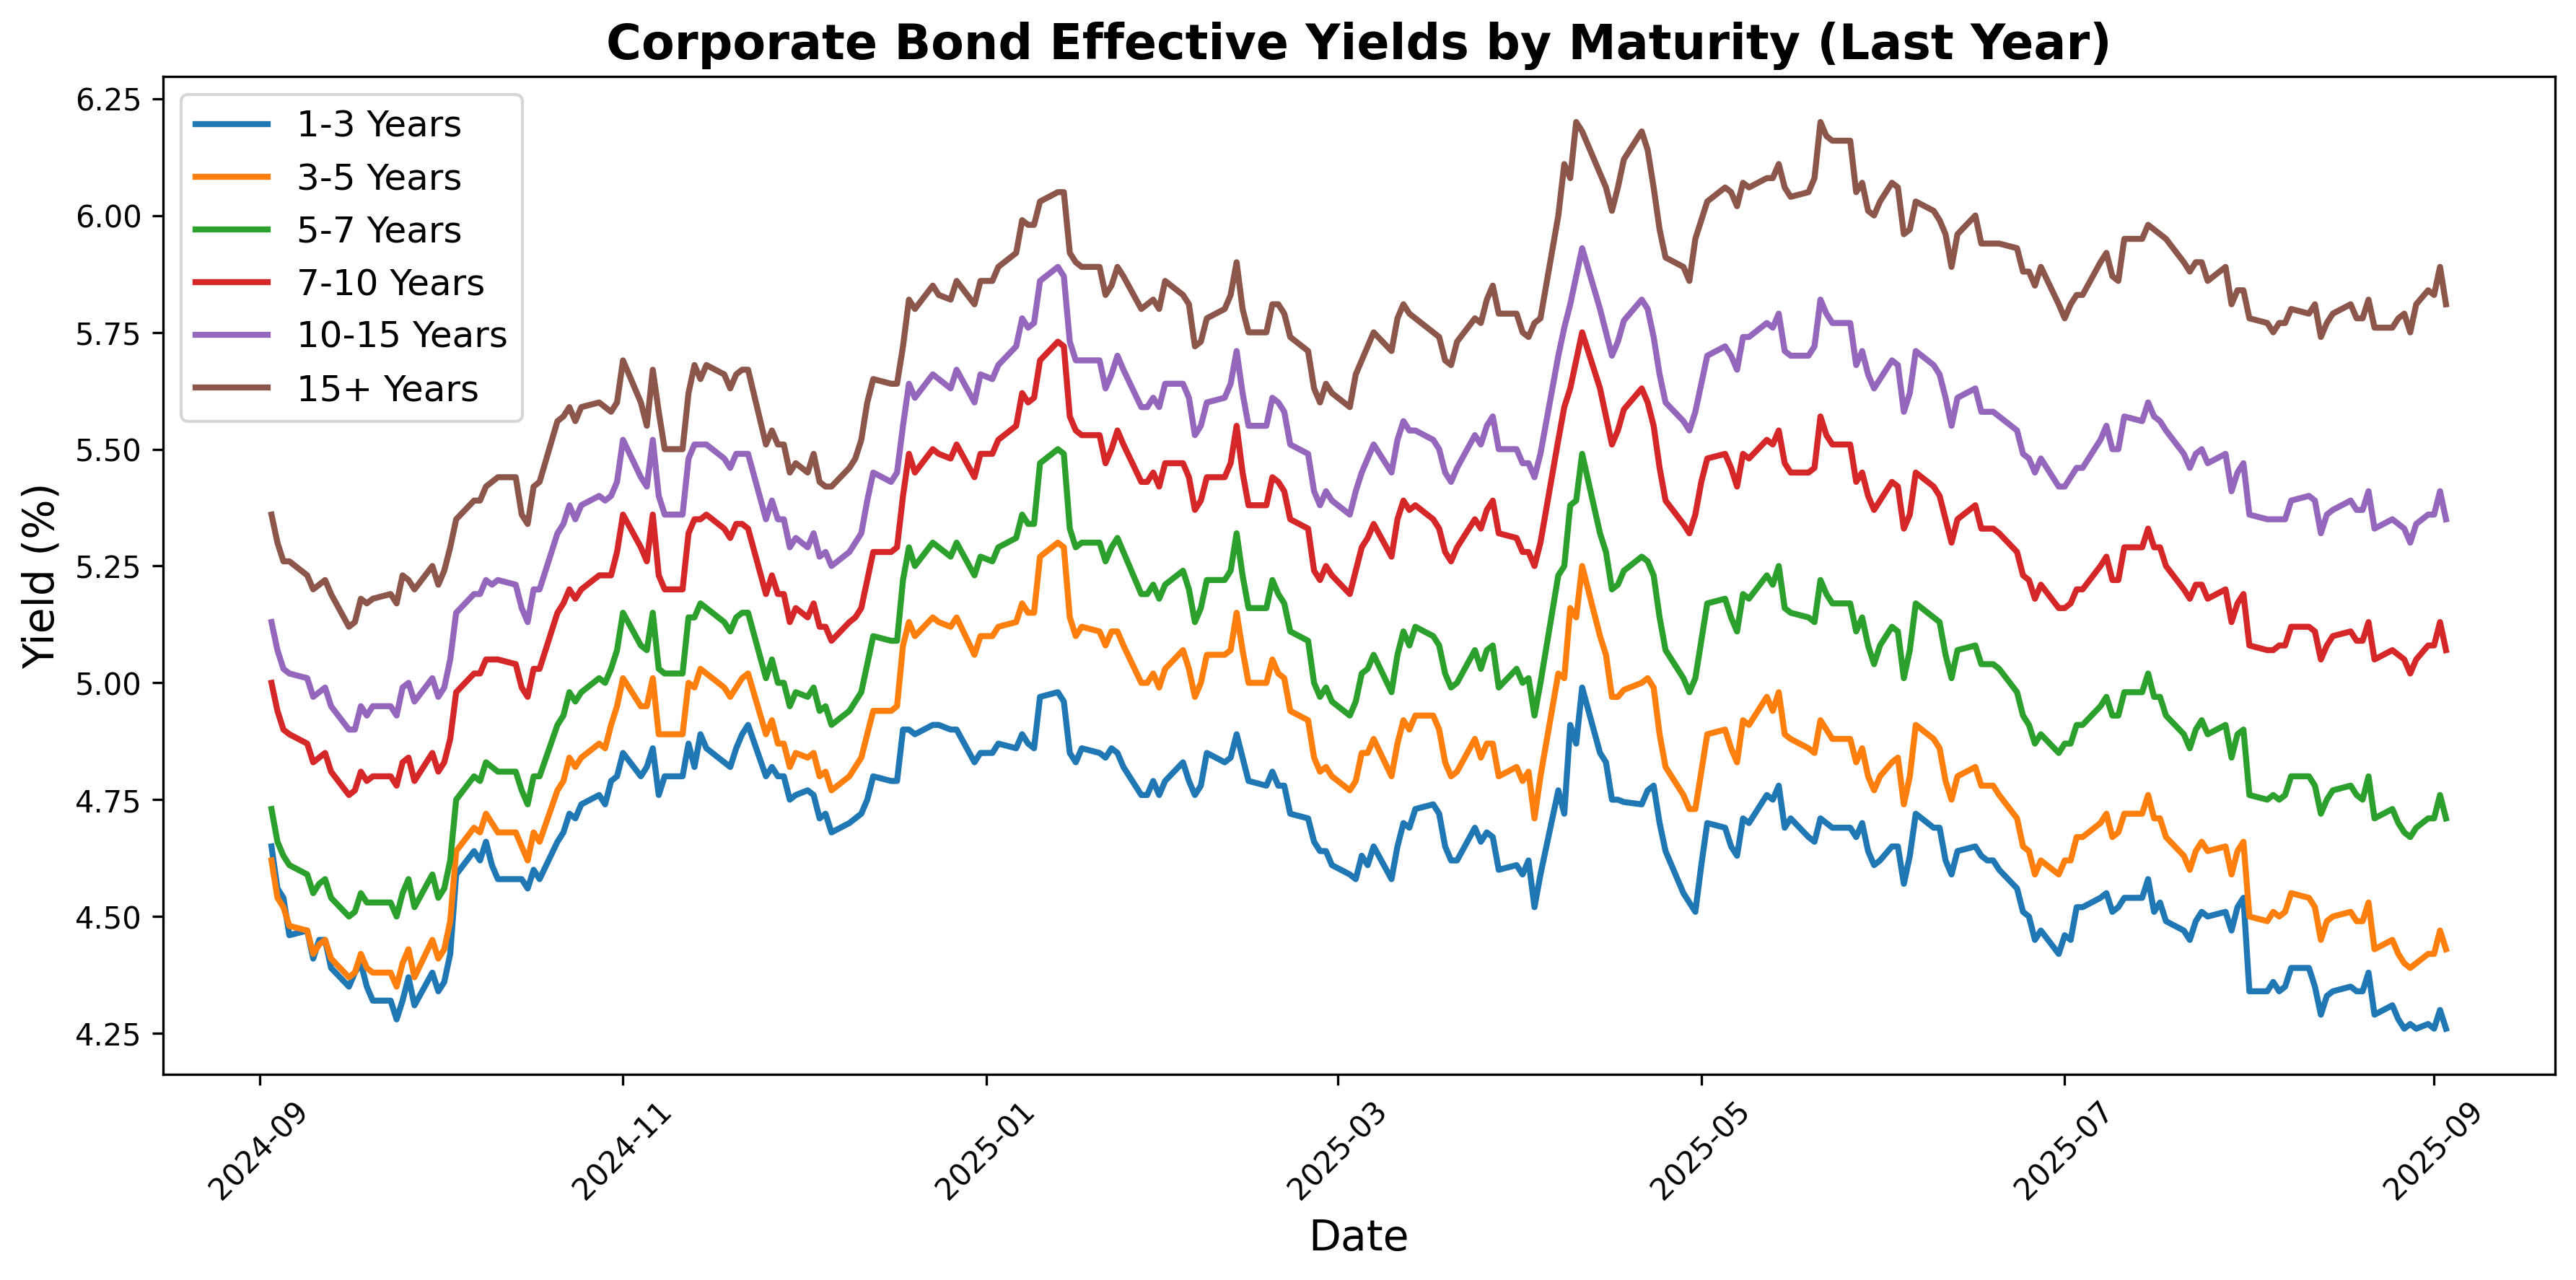 Corporate Bond Effective Yields by Maturity (Last Year)
6.25
6.00
5.75
5.50
5.25
5.00
4.75
4.50
4.25
Yield (%)
1-3 Years
3-5 Years
5-7 Years
7-10 Years
10-15 Years
15+ Years
2024-09
2024-11
2025-01
2025-03
2025-05
2025-07
2025-09
Date